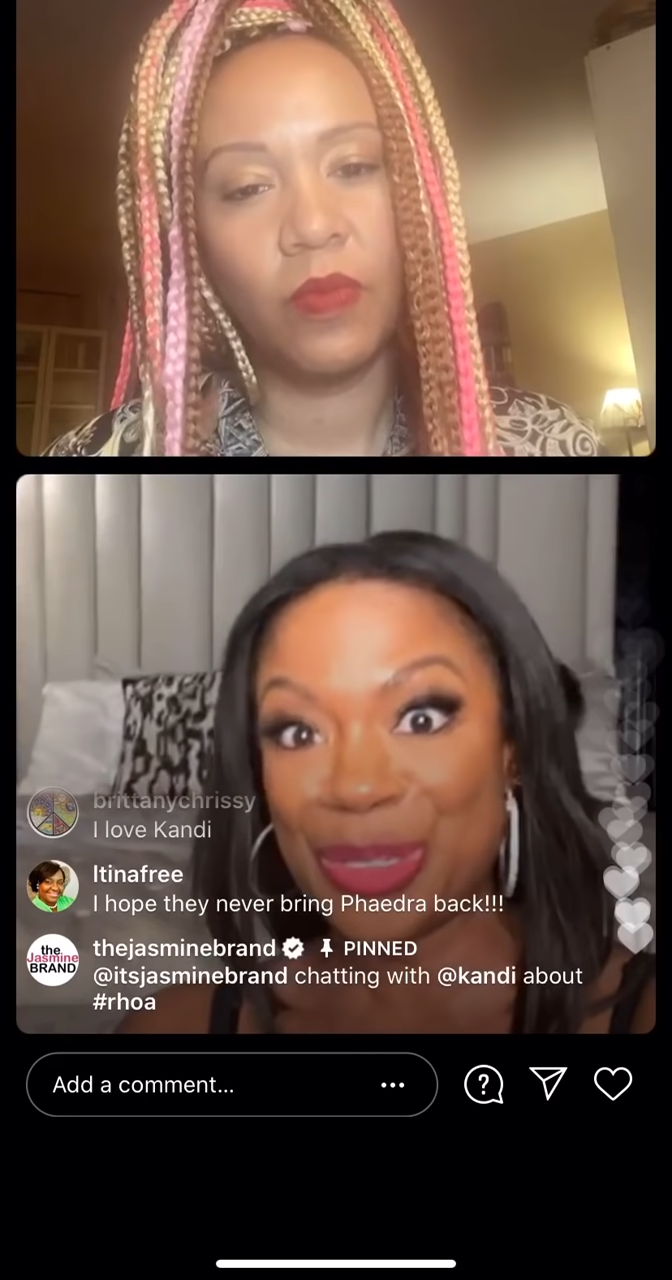 brittanychrissy
I love Kandi
ltinafree
I hope they never bring Phaedra back!!!
the
Jasmine
BRAND
thejasminebrand PINNED
@itsjasminebrand chatting with @kandi about
#rhoa
Add a comment...